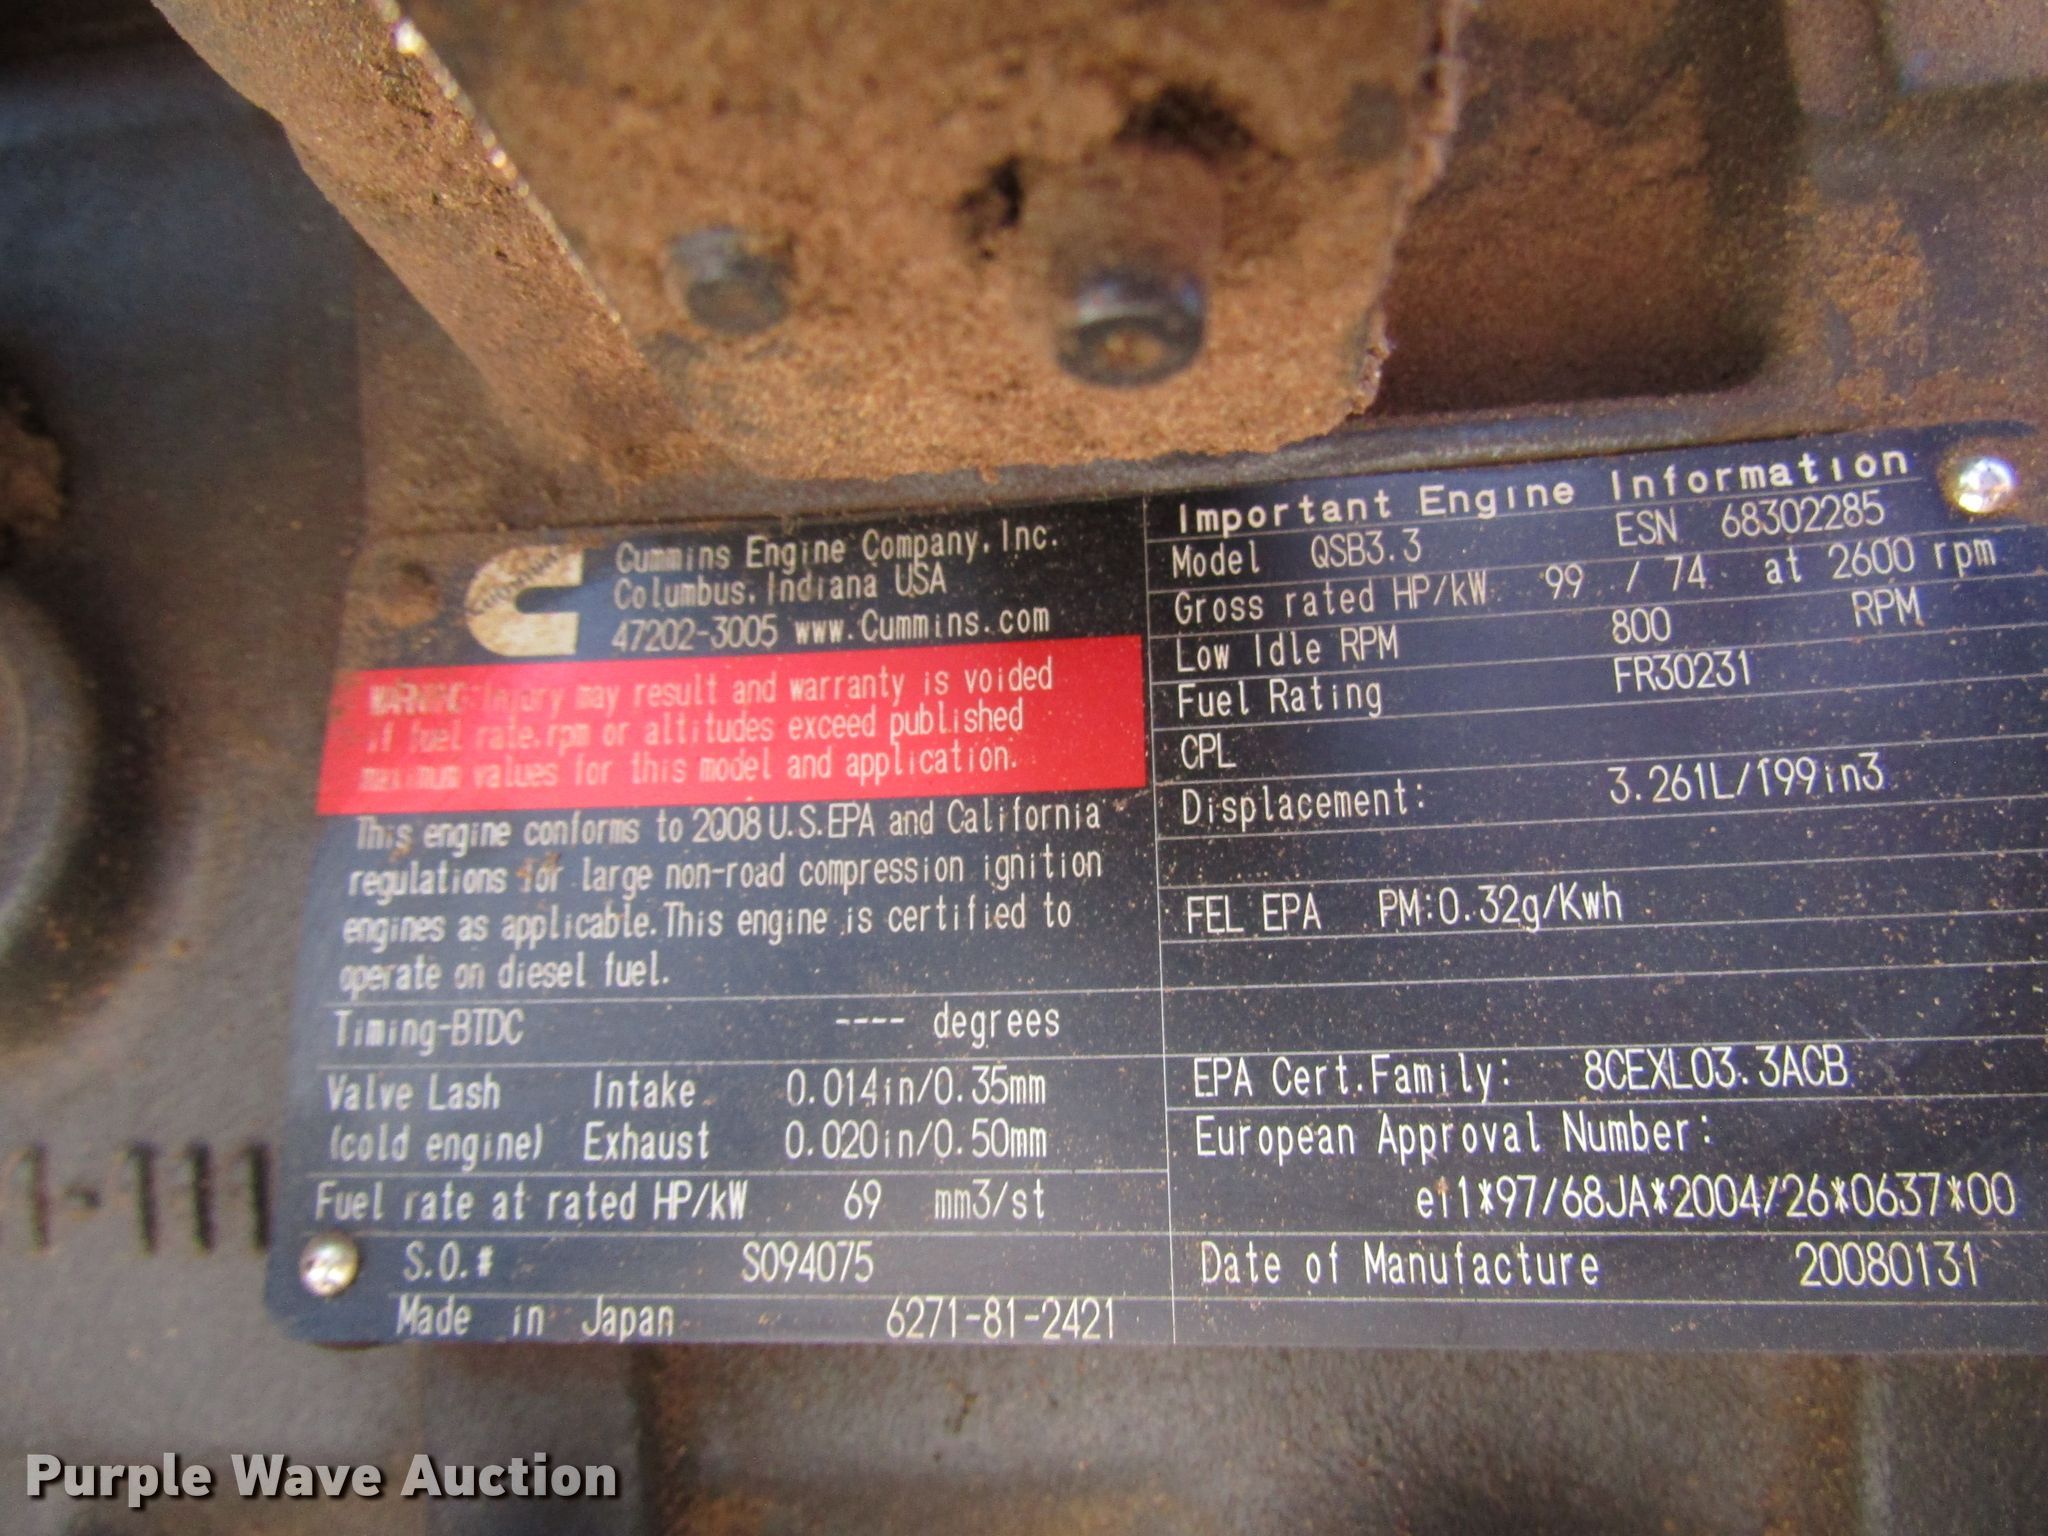 Cummins Engine Company, Inc.
Columbus, Indiana USA
47202-3005 www.Cummins.com
WARNING: Injury may result and warranty is voided
if fuel rate, rpm or altitudes exceed published
maximum values for this model and application.
This engine conforms to 2008 U.S.EPA and California
regulations for large non-road compression ignition
engines as applicable. This engine is certified to
operate on diesel fuel.
Timing-BTDC ---- degrees
Valve Lash Intake 0.014in/0.35mm
(cold engine) Exhaust 0.020in/0.50mm
Fuel rate at rated HP/kW 69 mm3/st
S.O.# SO94075
Made in Japan 6271-81-2421
Important Engine Information
Model QSB3.3 ESN 68302285
Gross rated HP/kW 99 / 74 at 2600 rpm
Low Idle RPM 800 RPM
Fuel Rating FR30231
CPL
Displacement: 3.261L/199in3
FEL EPA PM:0.32g/Kwh
EPA Cert.Family: 8CEXL03.3ACB
European Approval Number:
e11*97/68JA*2004/26*0637*00
Date of Manufacture 20080131
Purple Wave Auction